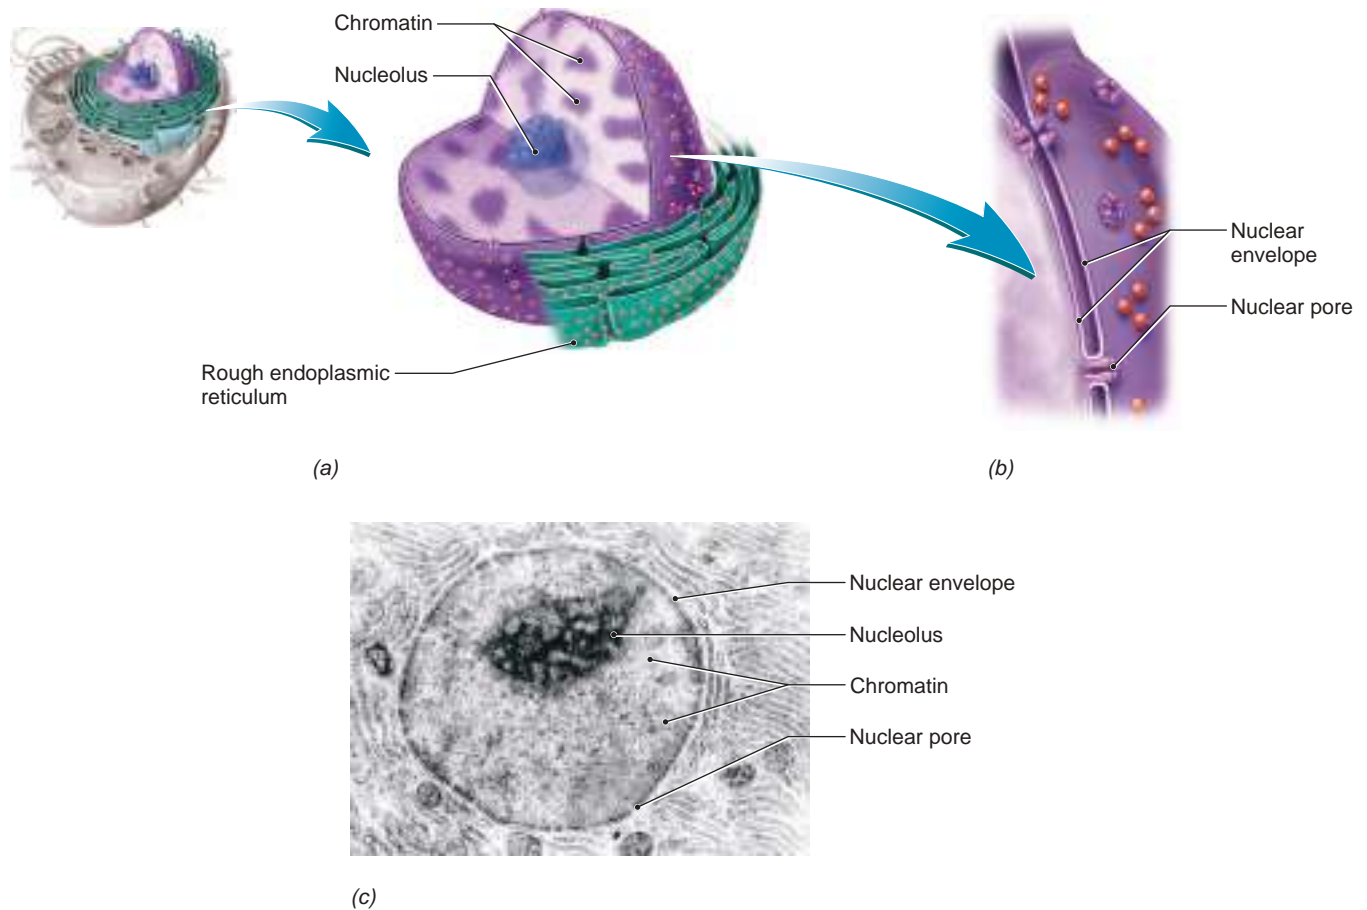 Chromatin
Nucleolus
Nuclear
envelope
Nuclear pore
Rough endoplasmic
reticulum
(a)
(b)
Nuclear envelope
Nucleolus
Chromatin
Nuclear pore
(c)